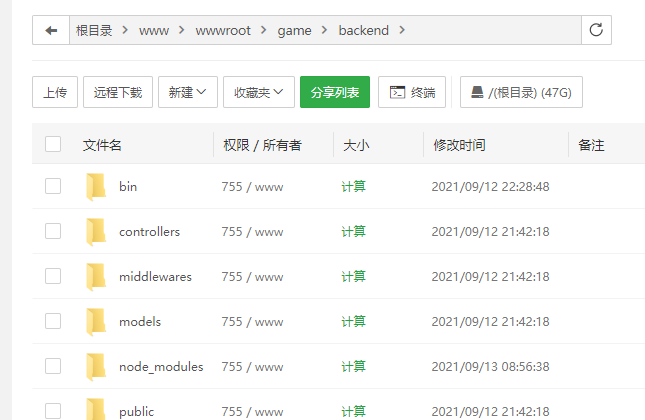 根目录 > www > wwwroot > game > backend >
上传 远程下载 新建 收藏夹 分享列表 终端 /(根目录) (47G)
文件名 权限 / 所有者 大小 修改时间 备注
bin 755 / www 计算 2021/09/12 22:28:48
controllers 755 / www 计算 2021/09/12 21:42:18
middlewares 755 / www 计算 2021/09/12 21:42:18
models 755 / www 计算 2021/09/12 21:42:18
node_modules 755 / www 计算 2021/09/13 08:56:38
public 755 / www 计算 2021/09/12 21:42:18